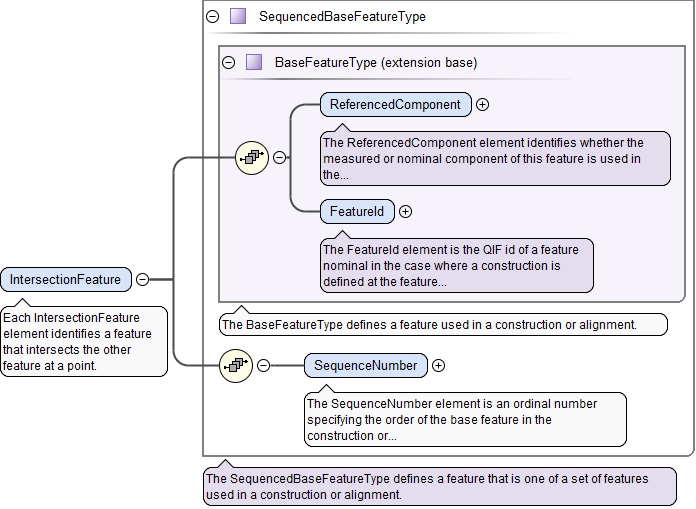 SequencedBaseFeatureType
BaseFeatureType (extension base)
ReferencedComponent
The ReferencedComponent element identifies whether the
measured or nominal component of this feature is used in
the...
FeatureId
The FeatureId element is the QIF id of a feature
nominal in the case where a construction is
defined at the feature...
IntersectionFeature
Each IntersectionFeature
element identifies a feature
that intersects the other
feature at a point.
The BaseFeatureType defines a feature used in a construction or alignment.
SequenceNumber
The SequenceNumber element is an ordinal number
specifying the order of the base feature in the
construction or...
The SequencedBaseFeatureType defines a feature that is one of a set of features
used in a construction or alignment.